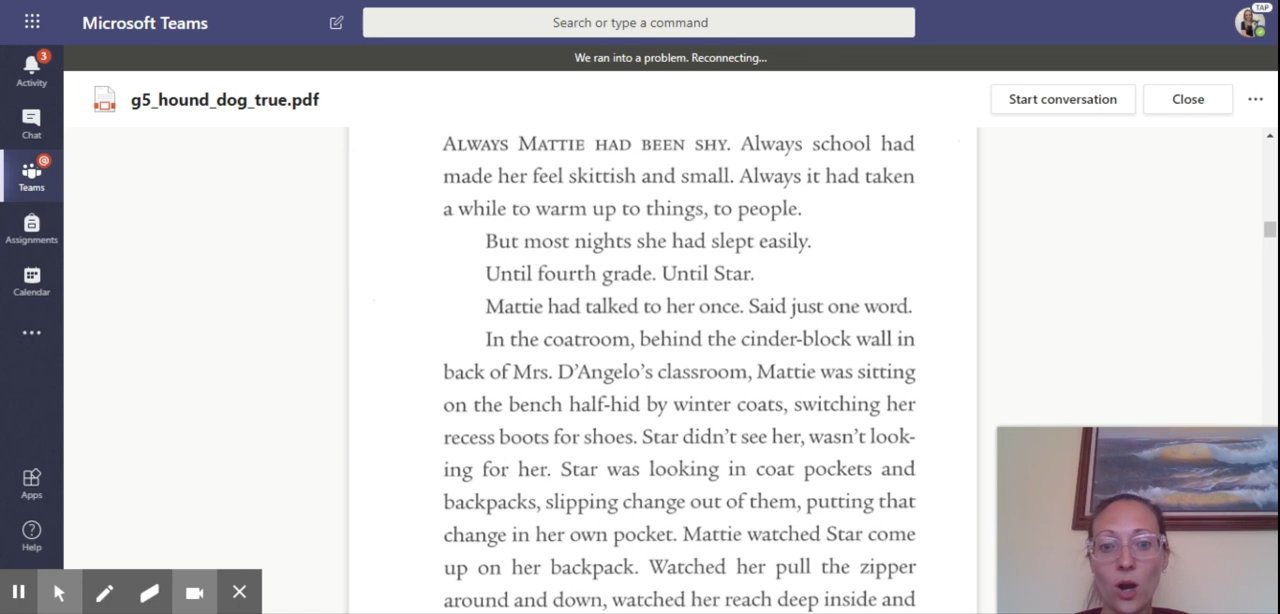 Microsoft Teams
Search or type a command
TAP
We ran into a problem. Reconnecting...
3
Activity
g5_hound_dog_true.pdf
Start conversation
Close
Chat
@
Teams
Assignments
Calendar
Apps
Help
ALWAYS MATTIE HAD BEEN SHY. Always school had
made her feel skittish and small. Always it had taken
a while to warm up to things, to people.
But most nights she had slept easily.
Until fourth grade. Until Star.
Mattie had talked to her once. Said just one word.
In the coatroom, behind the cinder-block wall in
back of Mrs. D’Angelo’s classroom, Mattie was sitting
on the bench half-hid by winter coats, switching her
recess boots for shoes. Star didn’t see her, wasn’t look-
ing for her. Star was looking in coat pockets and
backpacks, slipping change out of them, putting that
change in her own pocket. Mattie watched Star come
up on her backpack. Watched her pull the zipper
around and down, watched her reach deep inside and